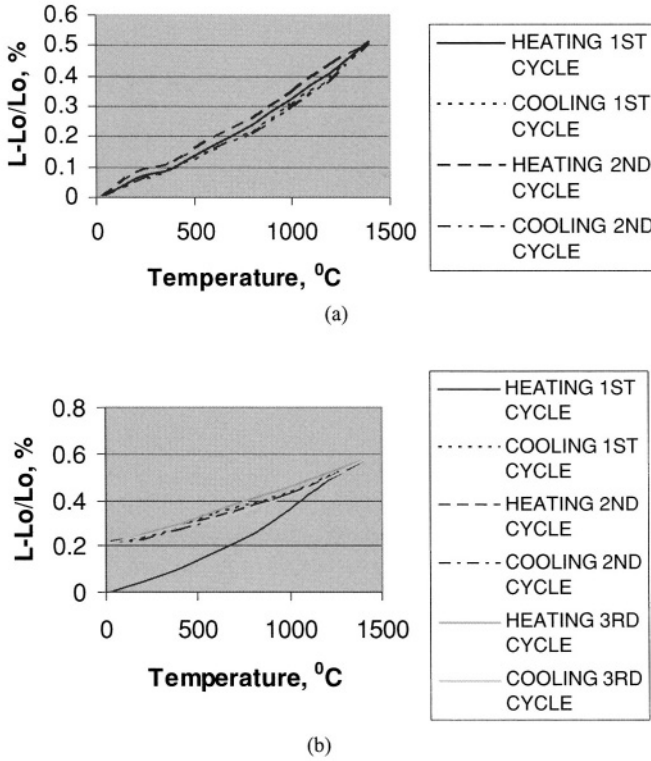 0.6
0.5
0.4
0.3
0.2
0.1
0
L-Lo/Lo, %
0 500 1000 1500
Temperature, ⁰C
HEATING 1ST
CYCLE
COOLING 1ST
CYCLE
HEATING 2ND
CYCLE
COOLING 2ND
CYCLE
(a)
0.8
0.6
0.4
0.2
0
L-Lo/Lo, %
0 500 1000 1500
Temperature, ⁰C
HEATING 1ST
CYCLE
COOLING 1ST
CYCLE
HEATING 2ND
CYCLE
COOLING 2ND
CYCLE
HEATING 3RD
CYCLE
COOLING 3RD
CYCLE
(b)